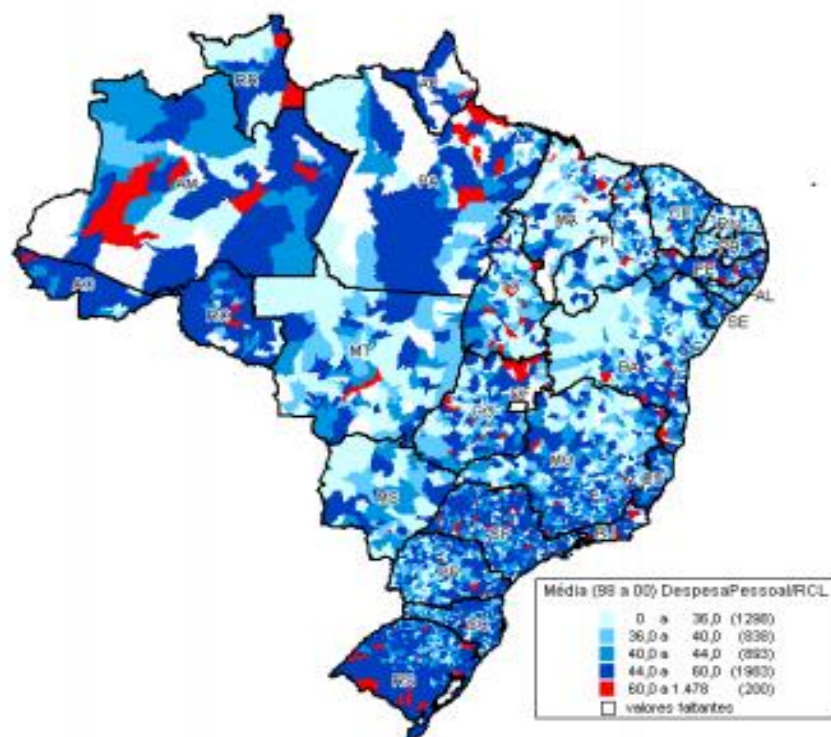 RR
AP
AM
PA
MA
CE
RN
PB
PI
PE
AC
AL
TO
SE
RO
MT
BA
DF
GO
MG
ES
MS
SP
RJ
PR
SC
RS
Média (98 a 00) DespesaPessoal/RCL
0 a 36,0 (1298)
36,0 a 40,0 (838)
40,0 a 44,0 (893)
44,0 a 60,0 (1983)
60,0 a 1.478 (200)
valores faltantes